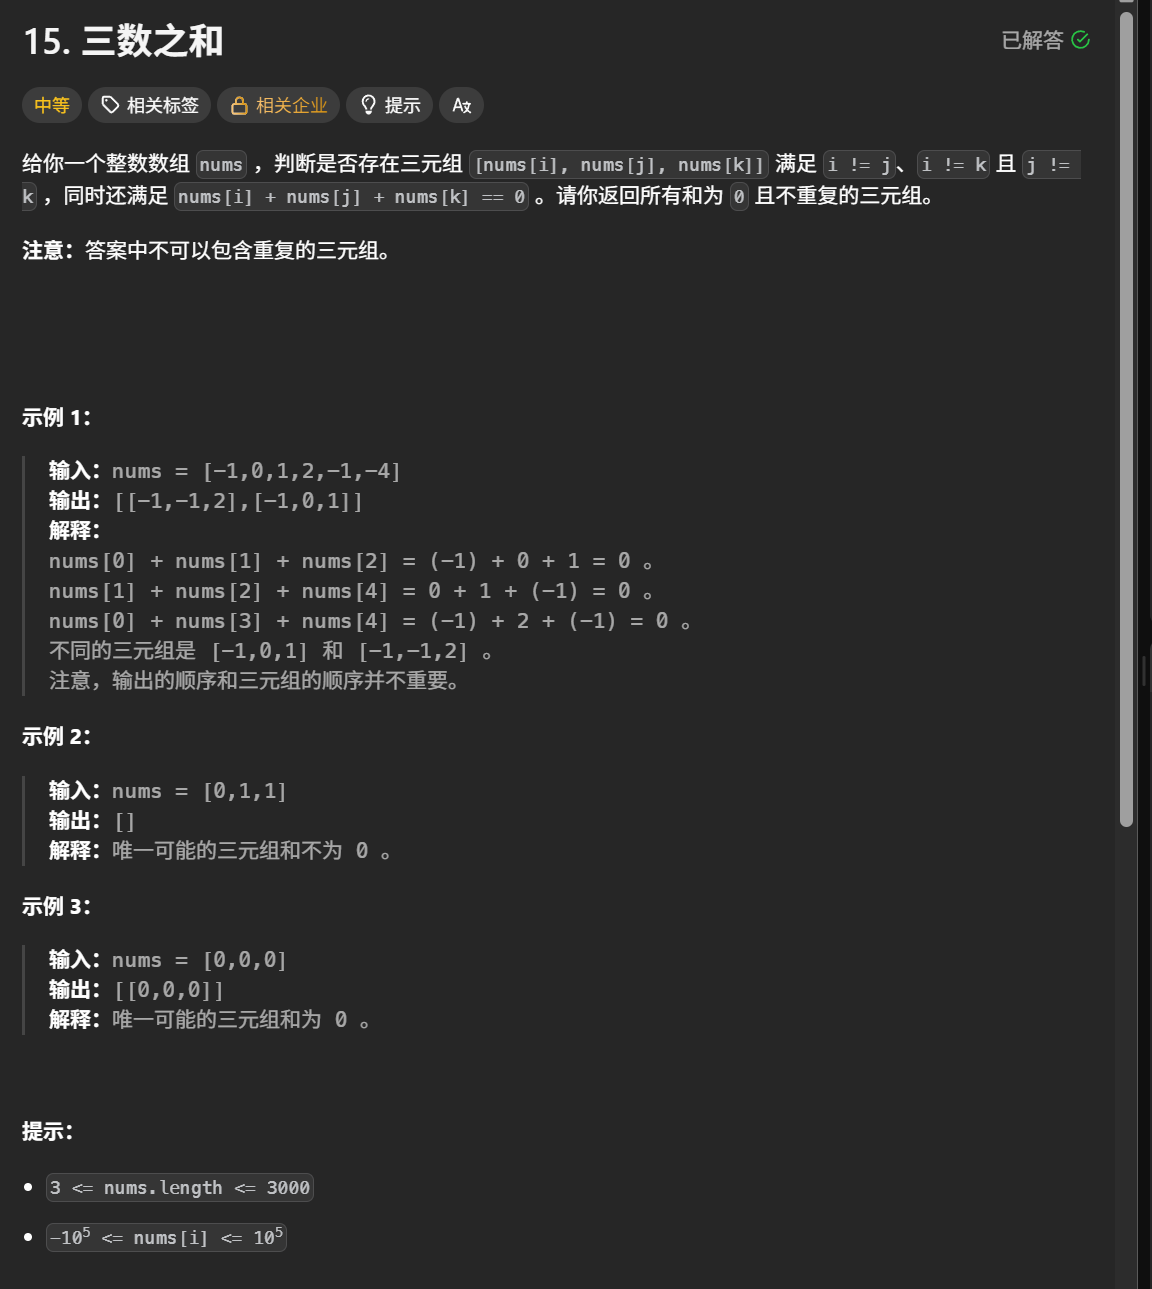 15. 三数之和
已解答
中等
相关标签
相关企业
提示
给你一个整数数组 nums ，判断是否存在三元组 [nums[i], nums[j], nums[k]] 满足 i != j、i != k 且 j !=
k ，同时还满足 nums[i] + nums[j] + nums[k] == 0 。请你返回所有和为 0 且不重复的三元组。
注意：答案中不可以包含重复的三元组。
示例 1：
输入：nums = [-1,0,1,2,-1,-4]
输出：[[-1,-1,2],[-1,0,1]]
解释：
nums[0] + nums[1] + nums[2] = (-1) + 0 + 1 = 0 。
nums[1] + nums[2] + nums[4] = 0 + 1 + (-1) = 0 。
nums[0] + nums[3] + nums[4] = (-1) + 2 + (-1) = 0 。
不同的三元组是 [-1,0,1] 和 [-1,-1,2] 。
注意，输出的顺序和三元组的顺序并不重要。
示例 2：
输入：nums = [0,1,1]
输出：[]
解释：唯一可能的三元组和不为 0 。
示例 3：
输入：nums = [0,0,0]
输出：[[0,0,0]]
解释：唯一可能的三元组和为 0 。
提示：
3 <= nums.length <= 3000
-10⁵ <= nums[i] <= 10⁵